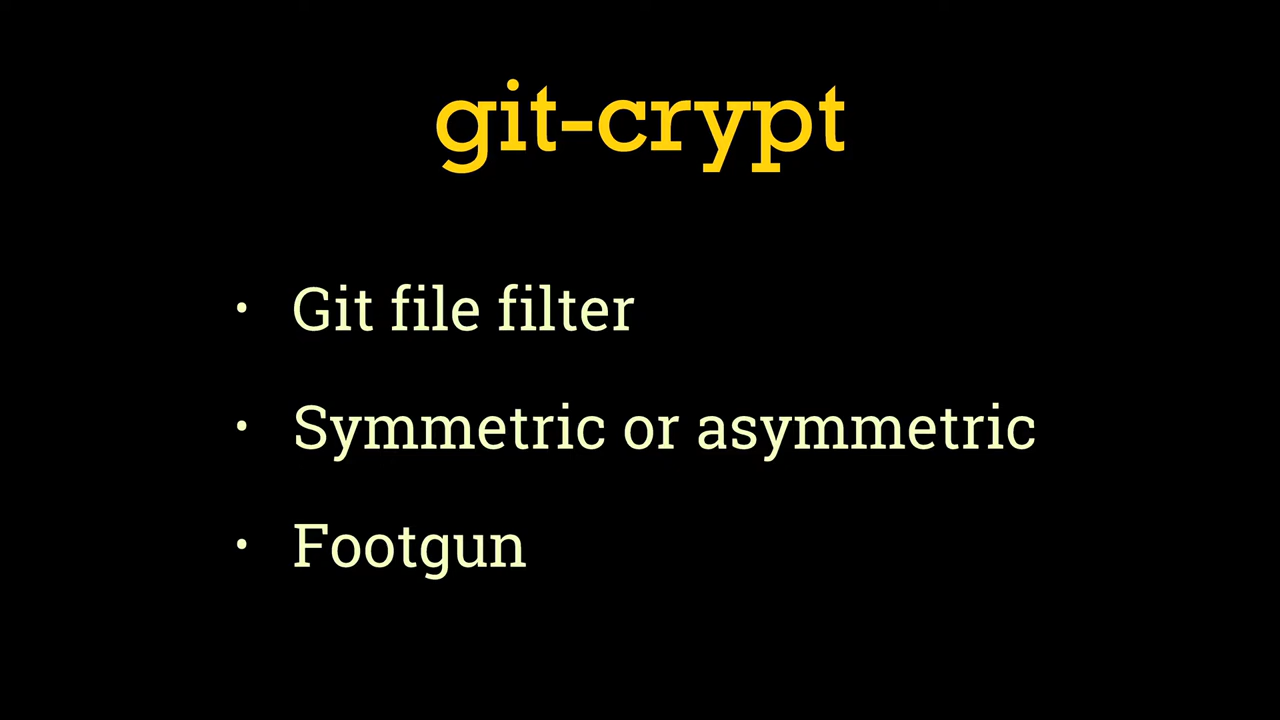 git-crypt
• Git file filter
• Symmetric or asymmetric
• Footgun